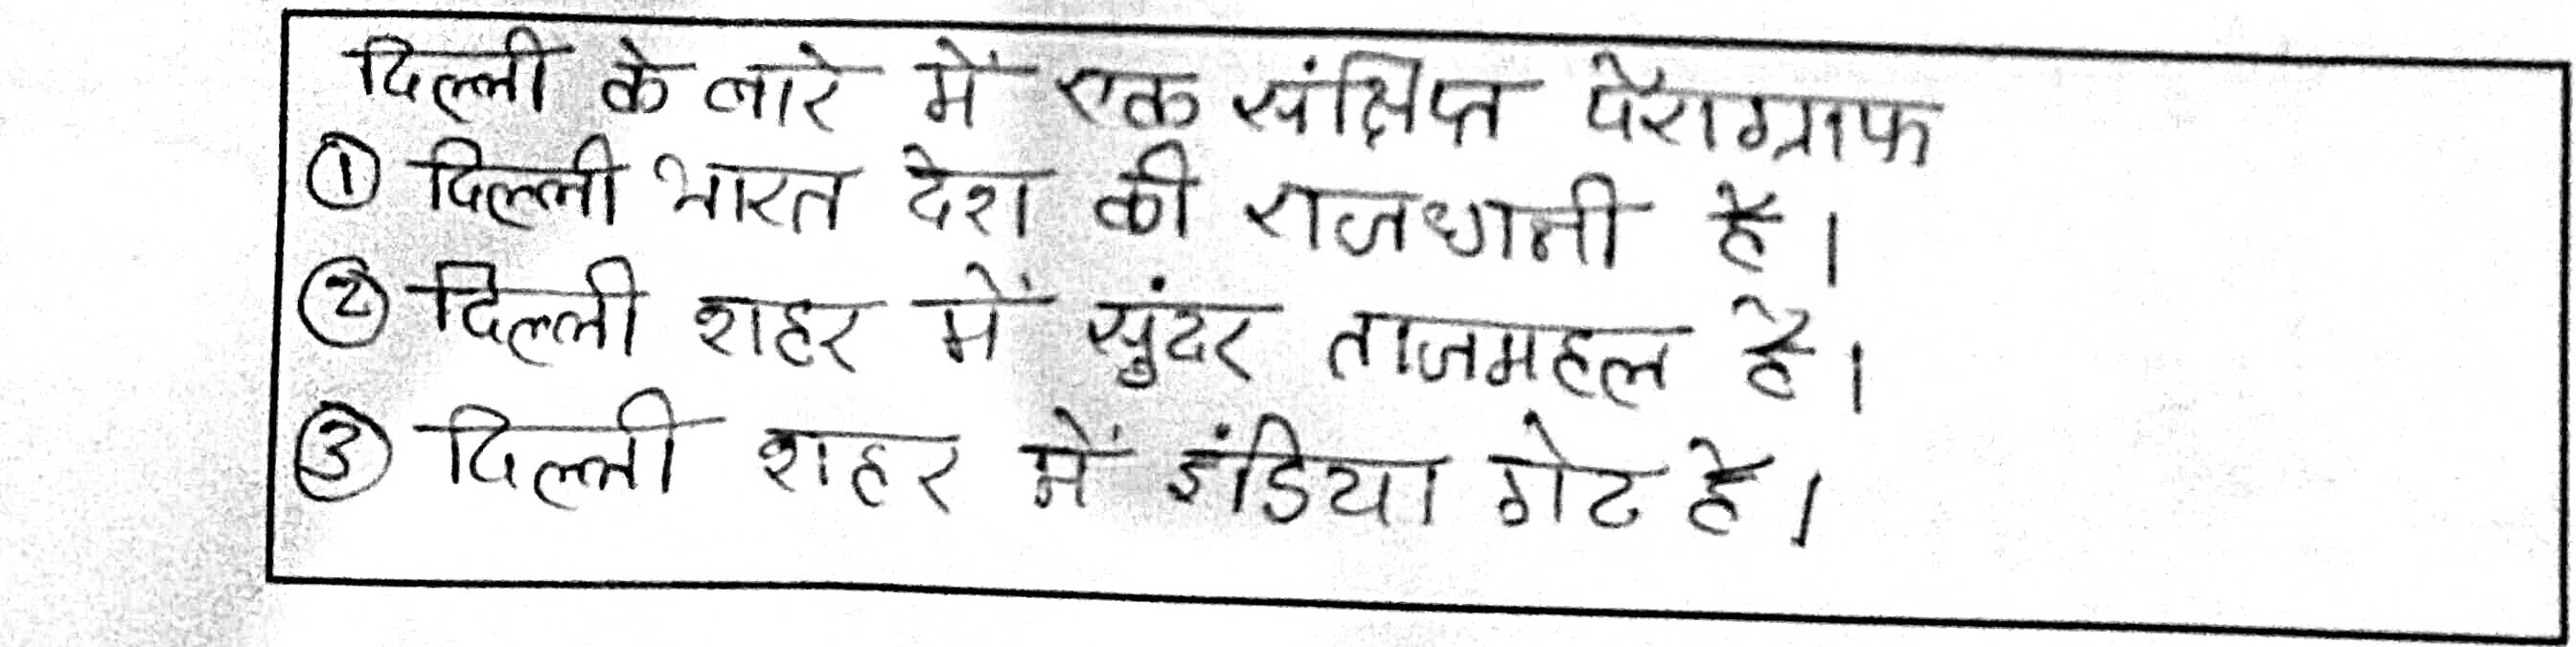 दिल्ली के बारे में एक संक्षिप्त पैराग्राफ
① दिल्ली भारत देश की राजधानी है।
② दिल्ली शहर में सुंदर ताजमहल है।
③ दिल्ली शहर में इंडिया गेट है।